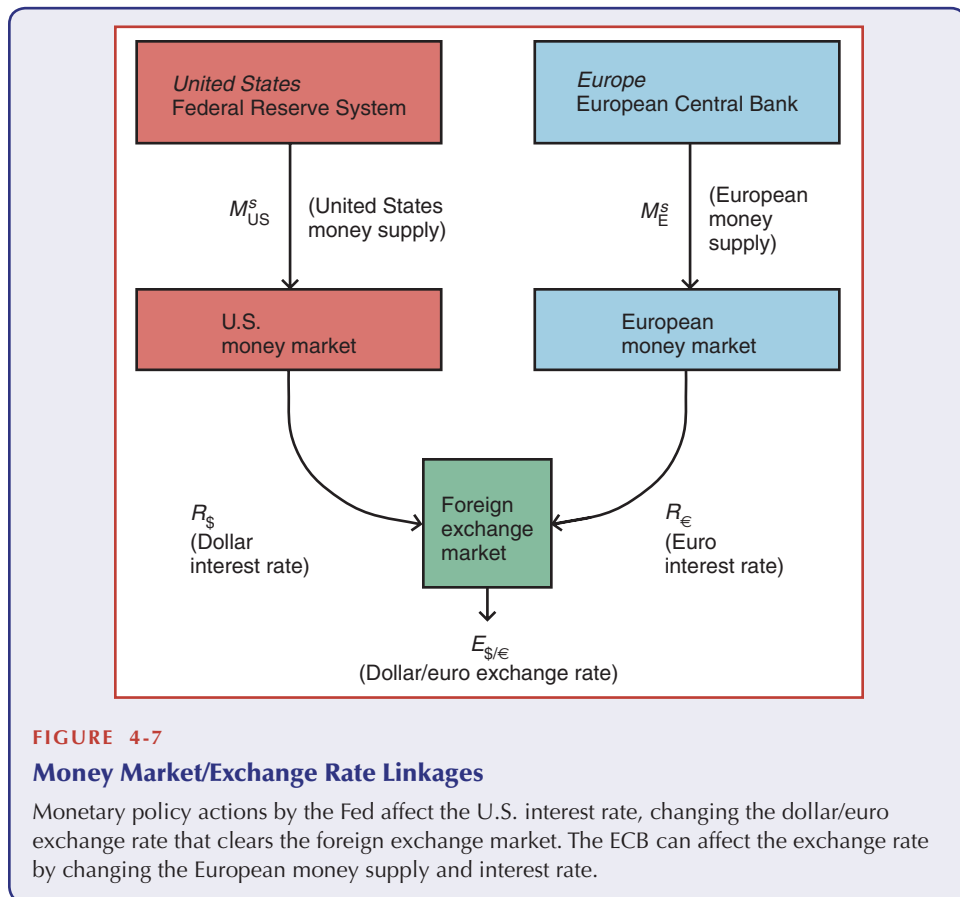 United States
Federal Reserve System
Europe
European Central Bank
M^s_US
(United States
money supply)
M^s_E
(European
money
supply)
U.S.
money market
European
money market
R_$
(Dollar
interest rate)
Foreign
exchange
market
R_€
(Euro
interest rate)
E_$/€
(Dollar/euro exchange rate)
FIGURE 4-7
Money Market/Exchange Rate Linkages
Monetary policy actions by the Fed affect the U.S. interest rate, changing the dollar/euro
exchange rate that clears the foreign exchange market. The ECB can affect the exchange rate
by changing the European money supply and interest rate.